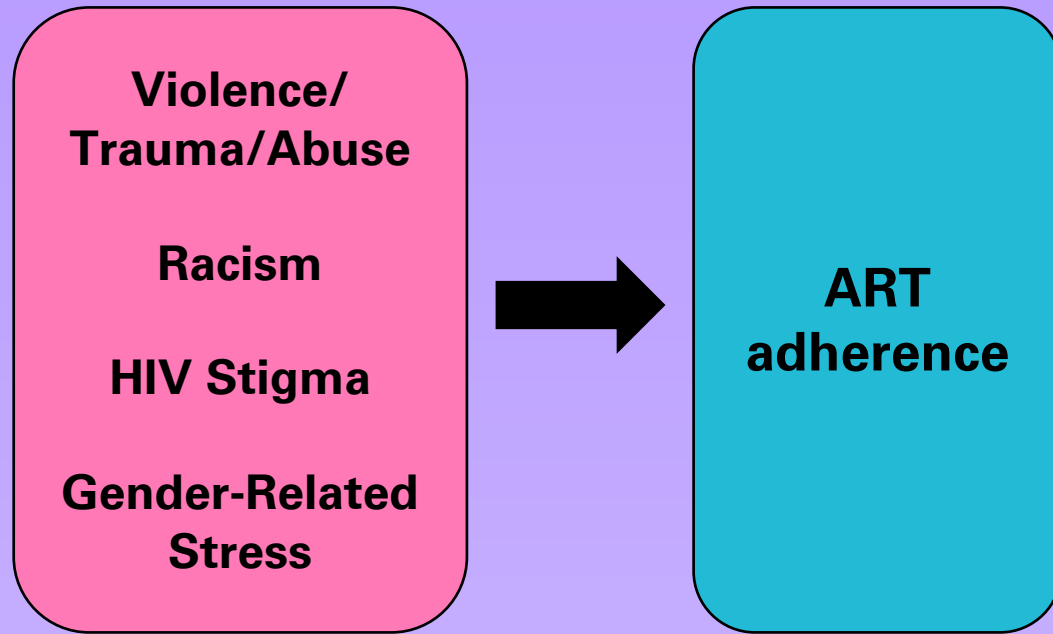 Violence/
Trauma/Abuse
Racism
HIV Stigma
Gender-Related
Stress
ART
adherence